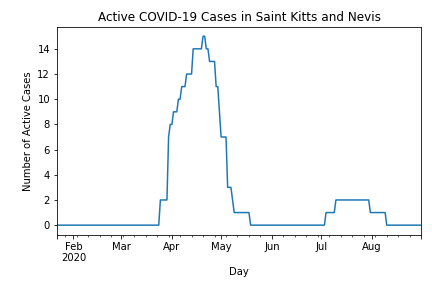 Active COVID-19 Cases in Saint Kitts and Nevis
Number of Active Cases
14
12
10
8
6
4
2
0
Feb Mar Apr May Jun Jul Aug
2020
Day